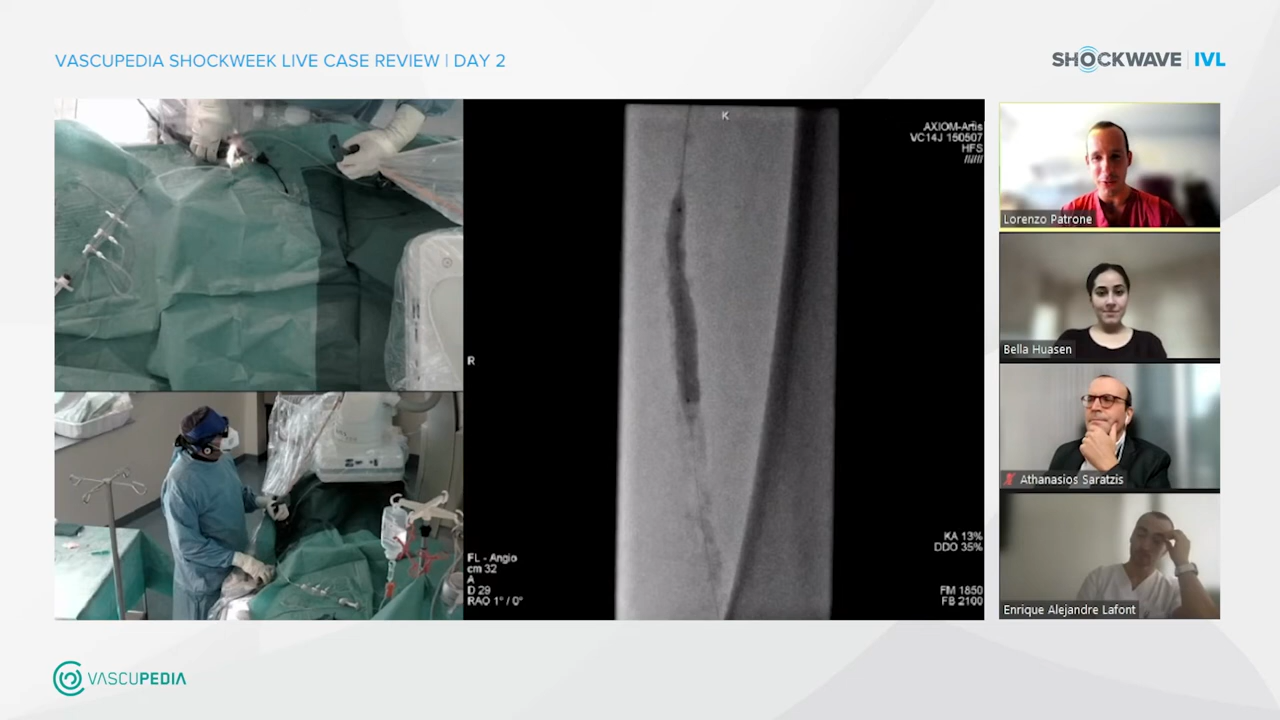 VASCUPEDIA SHOCKWEEK LIVE CASE REVIEW | DAY 2
SHOCKWAVE | IVL
K
AXIOM-Artis
VC14J 150507
HFS
R
FL - Angio
cm 32
A
D 29
RAO 1° / 0°
KA 13%
DDO 35%
FM 1850
FB 2100
Lorenzo Patrone
Bella Huasen
Athanasios Saratzis
Enrique Alejandre Lafont
VASCUPEDIA